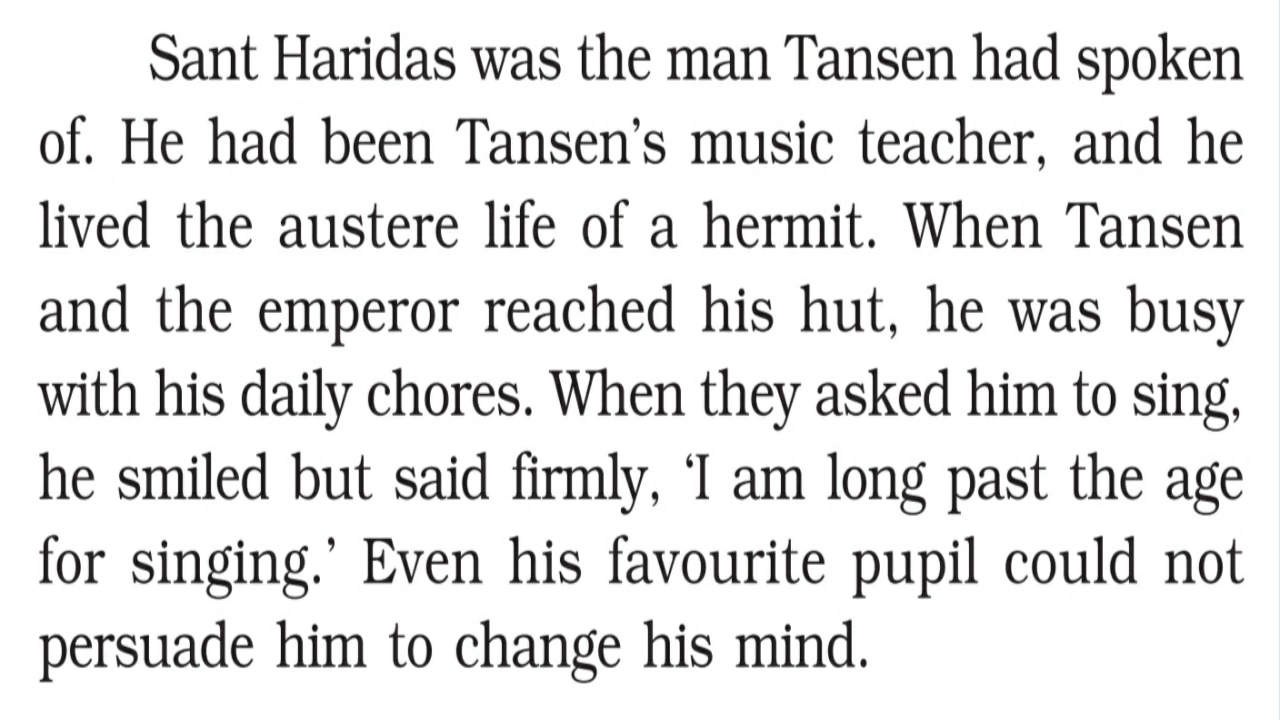 Sant Haridas was the man Tansen had spoken
of. He had been Tansen’s music teacher, and he
lived the austere life of a hermit. When Tansen
and the emperor reached his hut, he was busy
with his daily chores. When they asked him to sing,
he smiled but said firmly, ‘I am long past the age
for singing.’ Even his favourite pupil could not
persuade him to change his mind.